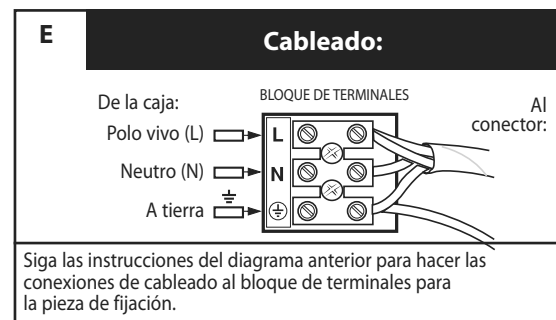 E
Cableado:
De la caja:
BLOQUE DE TERMINALES
Al
conector:
Polo vivo (L)
L
Neutro (N)
N
A tierra
Siga las instrucciones del diagrama anterior para hacer las
conexiones de cableado al bloque de terminales para
la pieza de fijación.